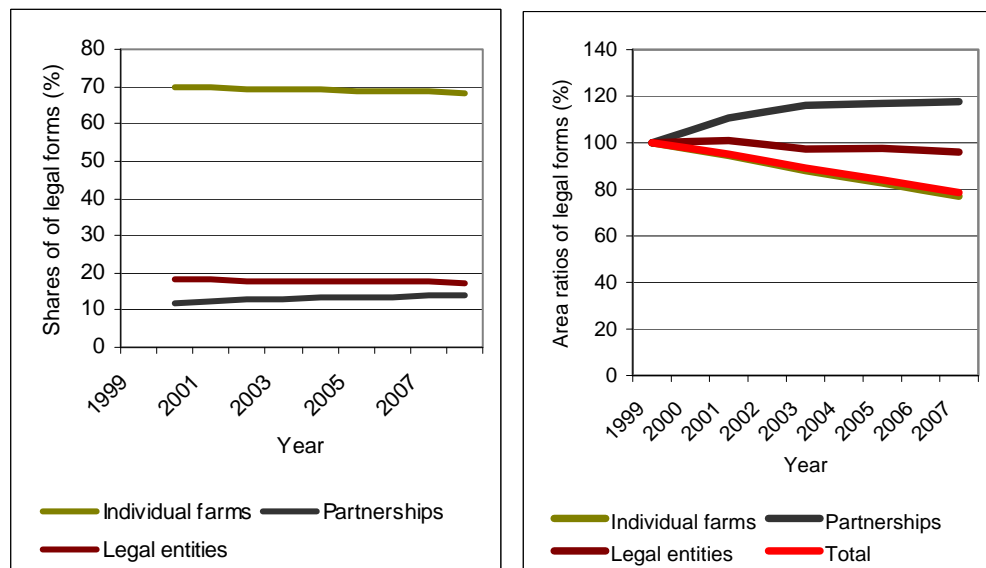 Shares of of legal forms (%)
80
70
60
50
40
30
20
10
0
1999
2001
2003
2005
2007
Year
Individual farms
Partnerships
Legal entities
Area ratios of legal forms (%)
140
120
100
80
60
40
20
0
1999
2000
2001
2002
2003
2004
2005
2006
2007
Year
Individual farms
Partnerships
Legal entities
Total